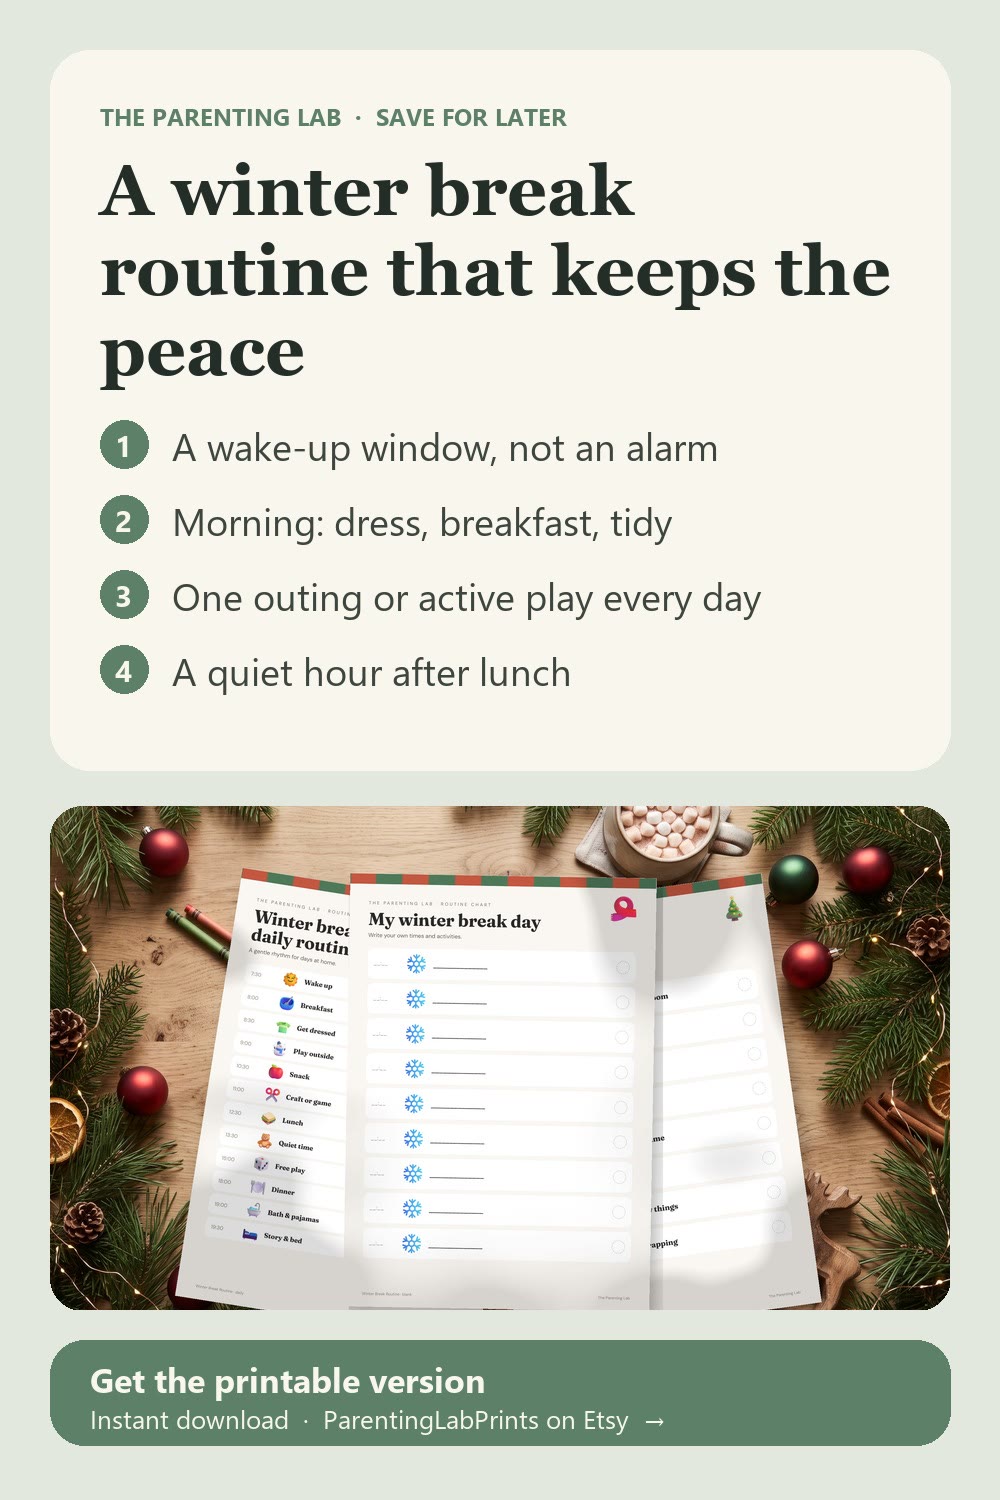 THE PARENTING LAB · SAVE FOR LATER
A winter break
routine that keeps the
peace
1 A wake-up window, not an alarm
2 Morning: dress, breakfast, tidy
3 One outing or active play every day
4 A quiet hour after lunch
THE PARENTING LAB
Winter
daily
A gentle rhythm for days at home.
7:30 Wake up
8:00 Breakfast
8:30 Get dressed
9:00 Play outside
10:30 Snack
11:00 Craft or game
12:30 Lunch
13:30 Quiet time
15:00 Free play
18:00 Dinner
19:00 Bath & pajamas
19:30 Story & bed
THE PARENTING LAB ROUTINE CHART
My winter break day
Write your own times and activities.
The Parenting Lab
things
The Parenting Lab
Get the printable version
Instant download · ParentingLabPrints on Etsy →